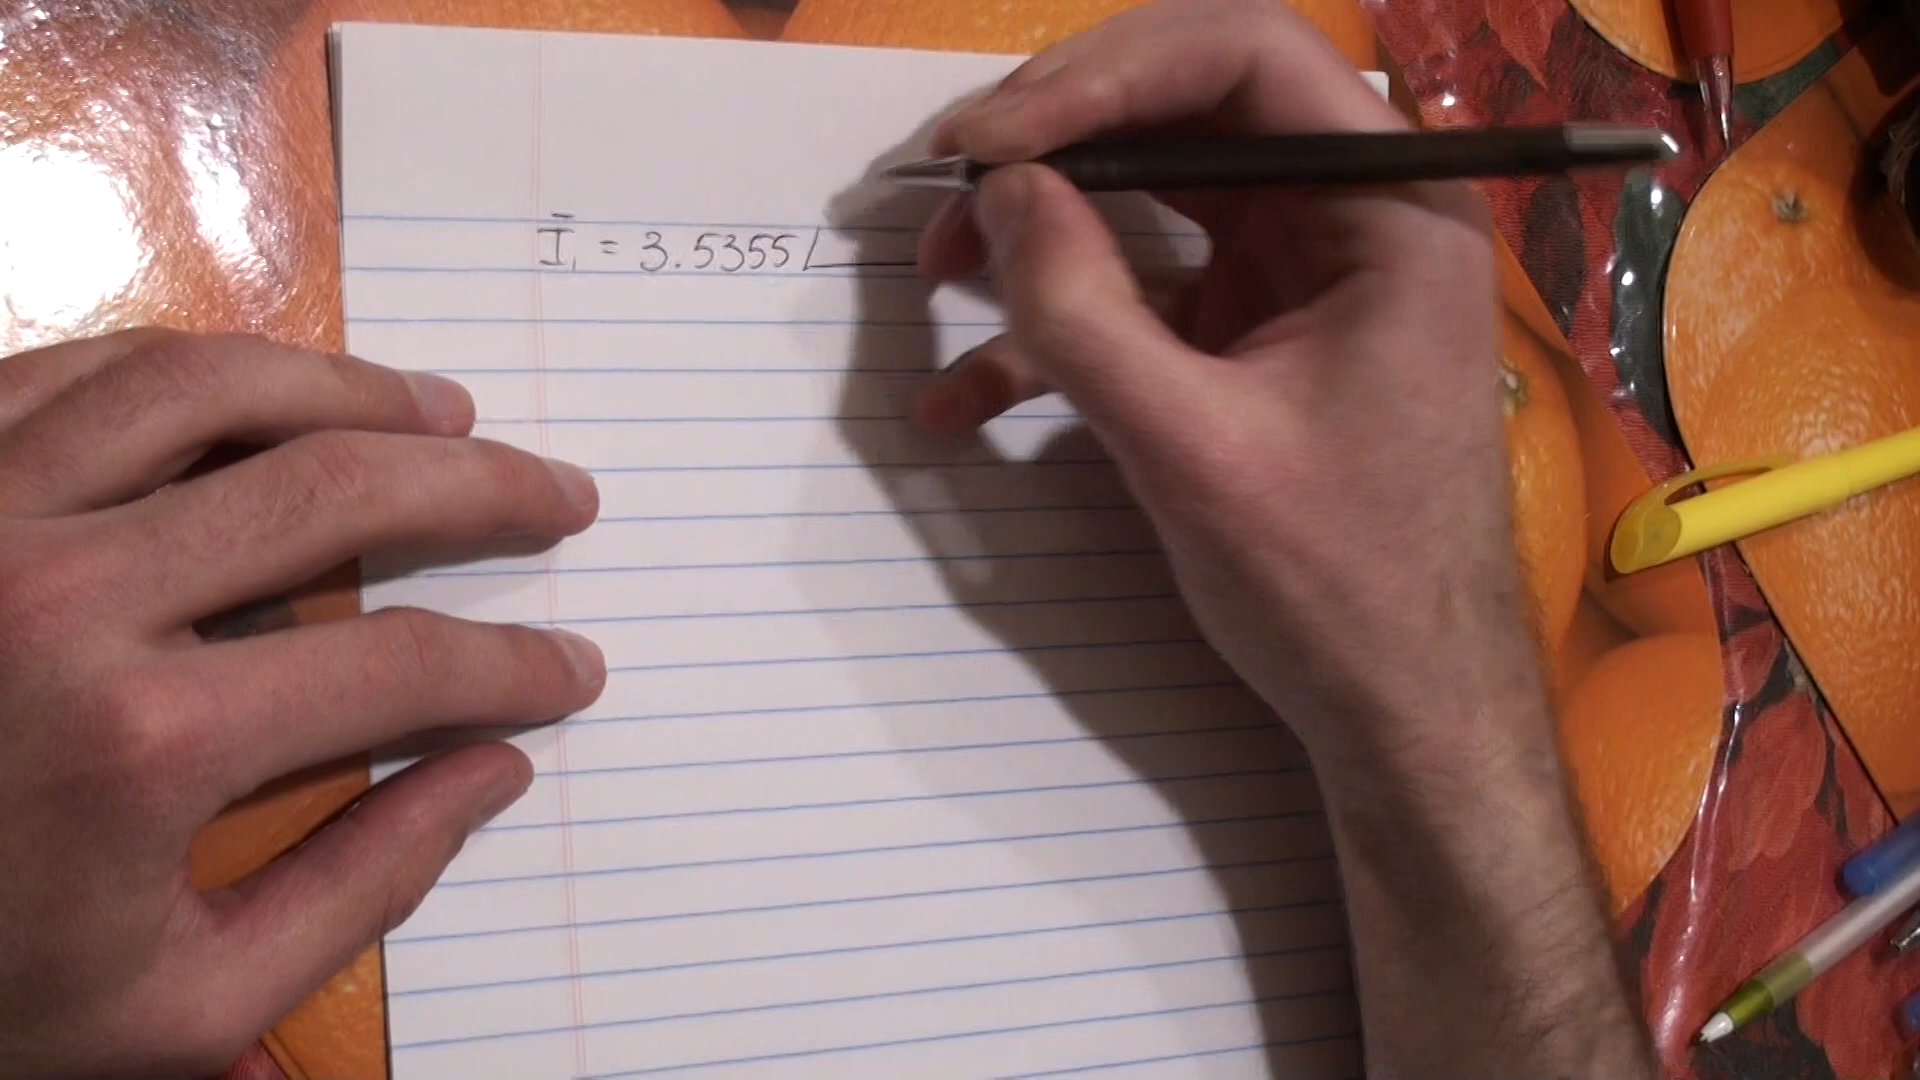 Ī₁ = 3.5355∠